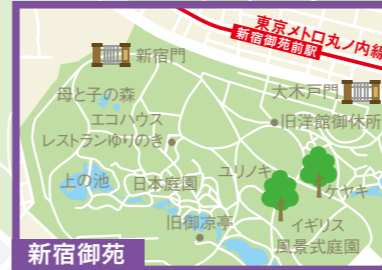 東京メトロ丸ノ内線
新宿御苑前駅
新宿門
大木戸門
母と子の森
エコハウス
レストランゆりのき
旧洋館御休所
上の池
日本庭園
ユリノキ
ケヤキ
旧御凉亭
イギリス
風景式庭園
新宿御苑